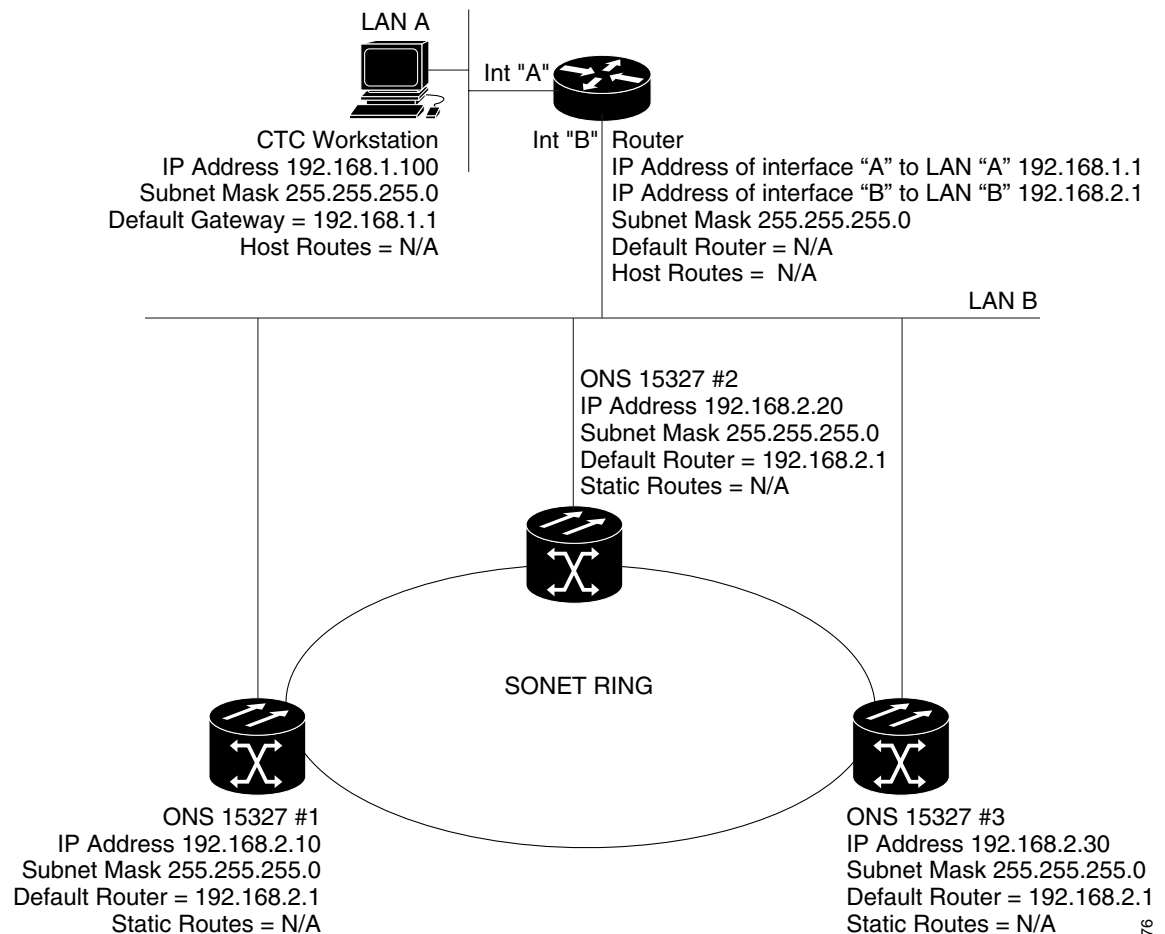 LAN A
Int "A"
CTC Workstation
IP Address 192.168.1.100
Subnet Mask 255.255.255.0
Default Gateway = 192.168.1.1
Host Routes = N/A
Int "B"
Router
IP Address of interface “A” to LAN “A” 192.168.1.1
IP Address of interface “B” to LAN “B” 192.168.2.1
Subnet Mask 255.255.255.0
Default Router = N/A
Host Routes = N/A
LAN B
ONS 15327 #2
IP Address 192.168.2.20
Subnet Mask 255.255.255.0
Default Router = 192.168.2.1
Static Routes = N/A
SONET RING
ONS 15327 #1
IP Address 192.168.2.10
Subnet Mask 255.255.255.0
Default Router = 192.168.2.1
Static Routes = N/A
ONS 15327 #3
IP Address 192.168.2.30
Subnet Mask 255.255.255.0
Default Router = 192.168.2.1
Static Routes = N/A